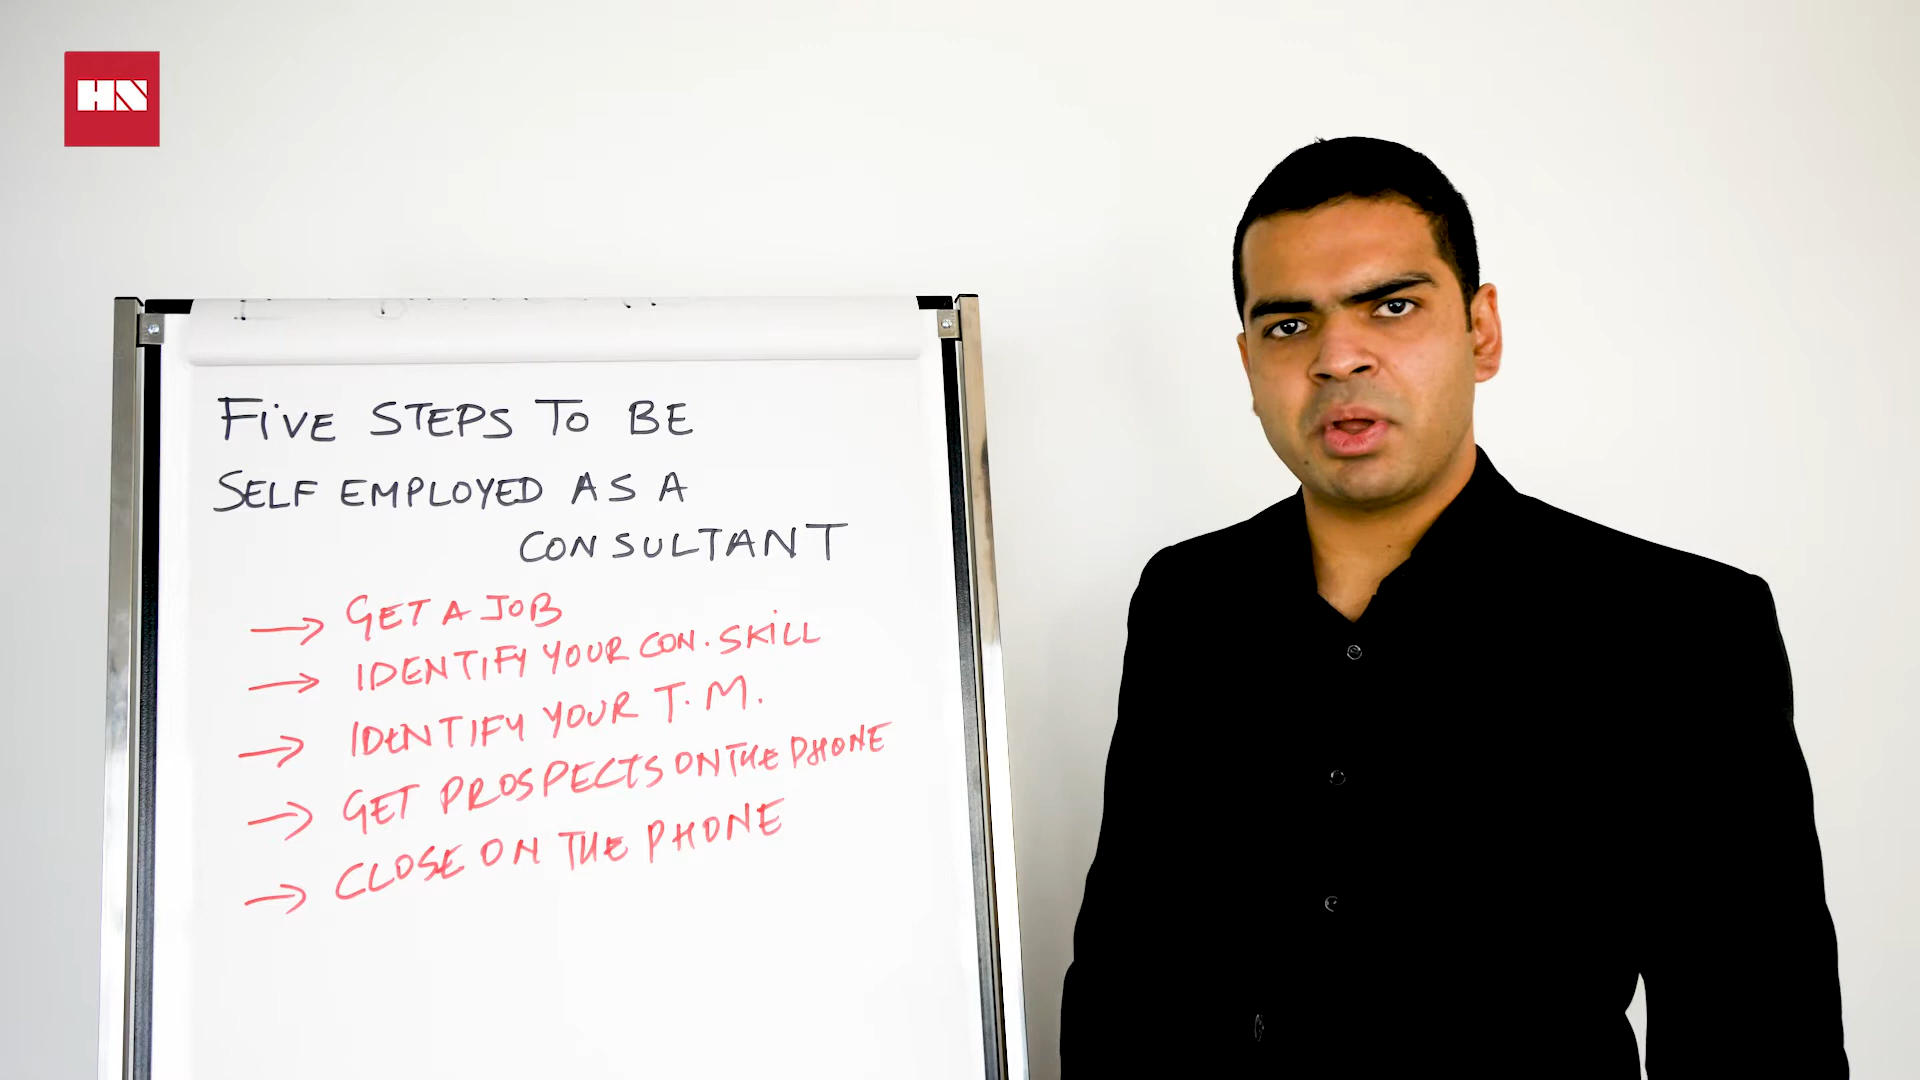 HN
FiVE STEPS TO BE
SELF EMPLOYED AS A
CONSULTANT
→ GET A JOB
→ IDENTIFY YOUR CON. SKiLL
→ IDENTIFY YOUR T.M.
→ GET PROSPECTS ON THE PHONE
→ CLOSE ON THE PHONE